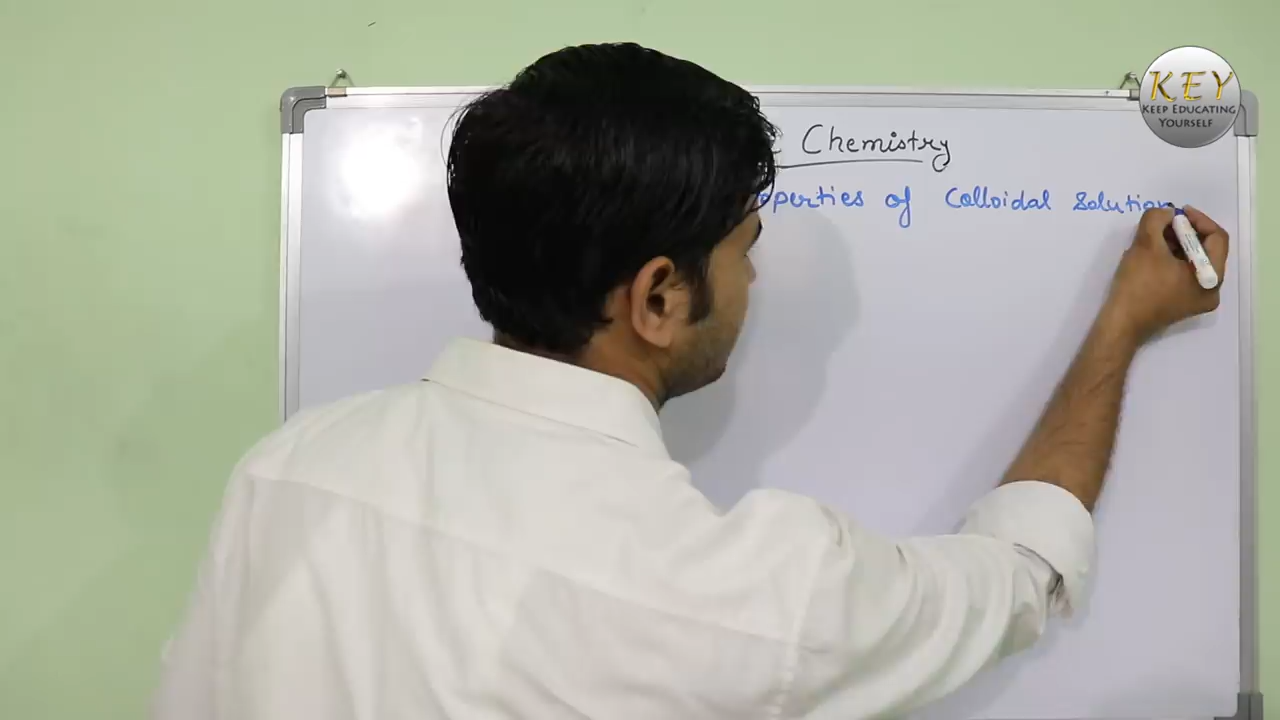 KEY
KEEP EDUCATING
YOURSELF
Chemistry
operties of Colloidal Solution